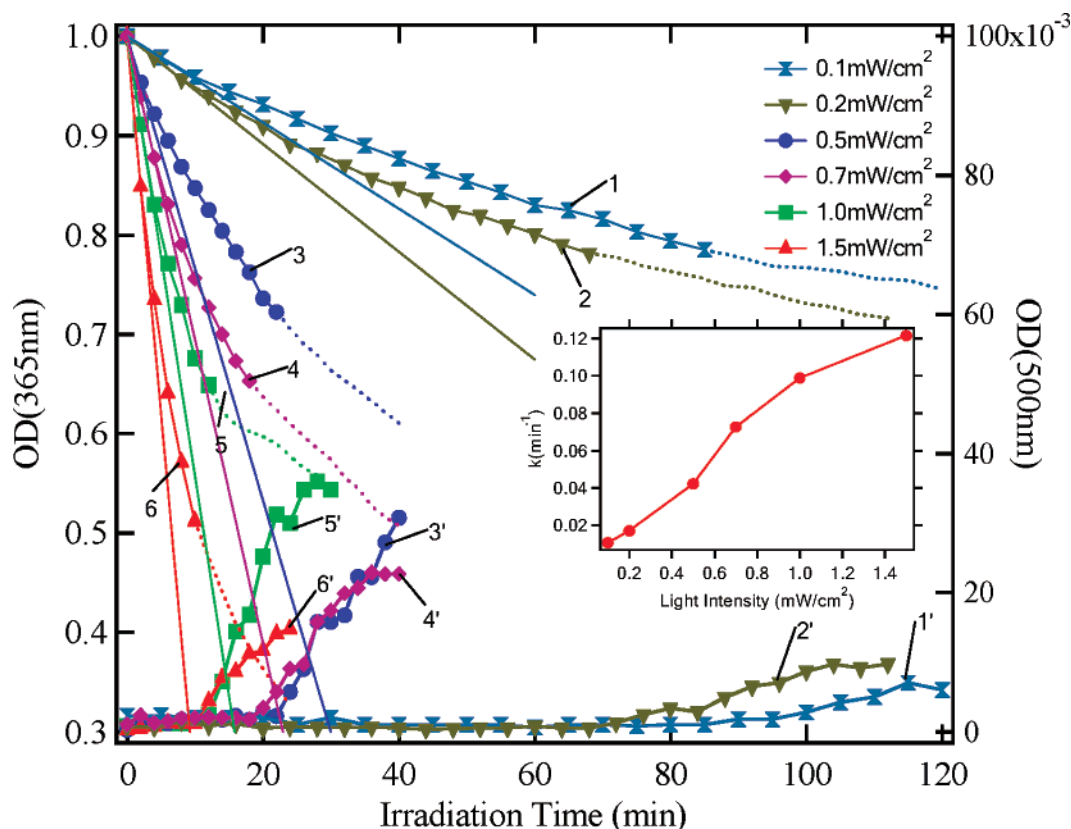 1.0
0.9
0.8
0.7
0.6
0.5
0.4
0.3
OD(365nm)
100x10⁻³
80
60
40
20
0
OD(500nm)
0.1mW/cm²
0.2mW/cm²
0.5mW/cm²
0.7mW/cm²
1.0mW/cm²
1.5mW/cm²
1
2
3
4
5
6
5'
3'
6'
4'
2'
1'
0.12
0.10
0.08
0.06
0.04
0.02
k(min⁻¹)
0.2 0.4 0.6 0.8 1.0 1.2 1.4
Light Intensity (mW/cm²)
0 20 40 60 80 100 120
Irradiation Time (min)